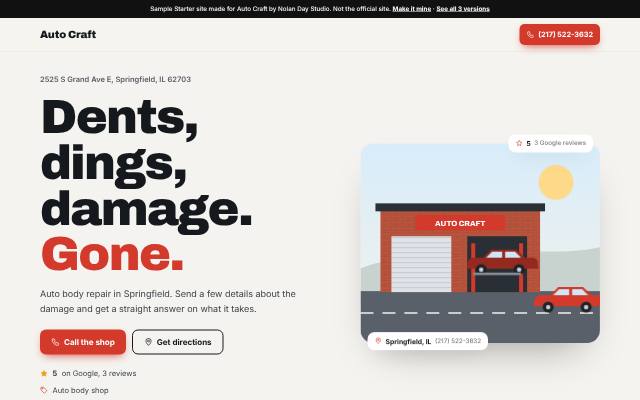 Sample Starter site made for Auto Craft by Nolan Day Studio. Not the official site. Make it mine · See all 3 versions
Auto Craft
(217) 522-3632
2525 S Grand Ave E, Springfield, IL 62703
Dents,
dings,
damage.
Gone.
Auto body repair in Springfield. Send a few details about the
damage and get a straight answer on what it takes.
Call the shop
Get directions
5 on Google, 3 reviews
Auto body shop
5 3 Google reviews
AUTO CRAFT
Springfield, IL (217) 522-3632